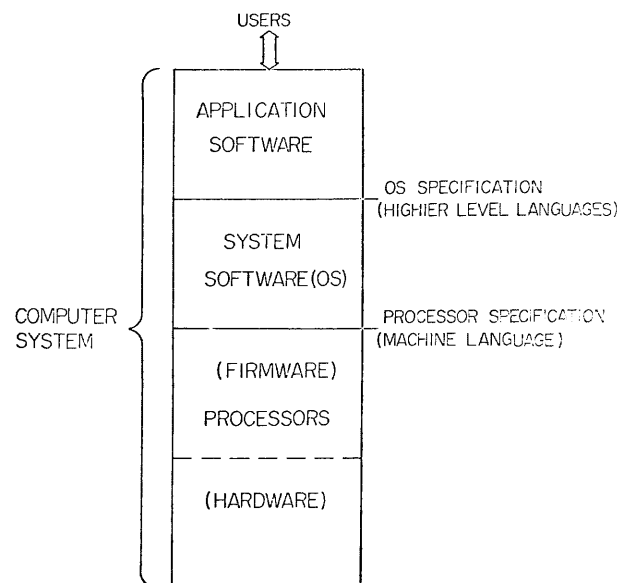 USERS
APPLICATION
SOFTWARE
OS SPECIFICATION
(HIGHIER LEVEL LANGUAGES)
SYSTEM
SOFTWARE(OS)
COMPUTER
SYSTEM
PROCESSOR SPECIFICATION
(MACHINE LANGUAGE)
(FIRMWARE)
PROCESSORS
(HARDWARE)